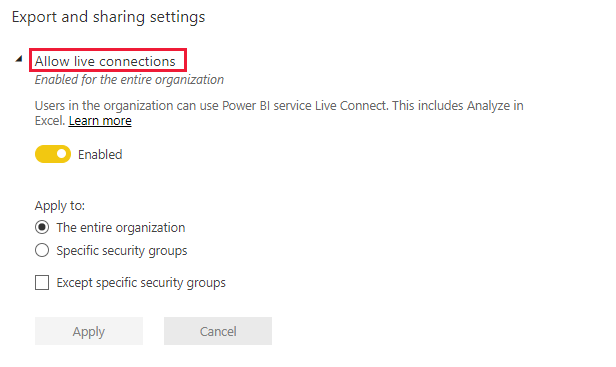 Export and sharing settings
Allow live connections
Enabled for the entire organization
Users in the organization can use Power BI service Live Connect. This includes Analyze in
Excel. Learn more
Enabled
Apply to:
The entire organization
Specific security groups
Except specific security groups
Apply
Cancel